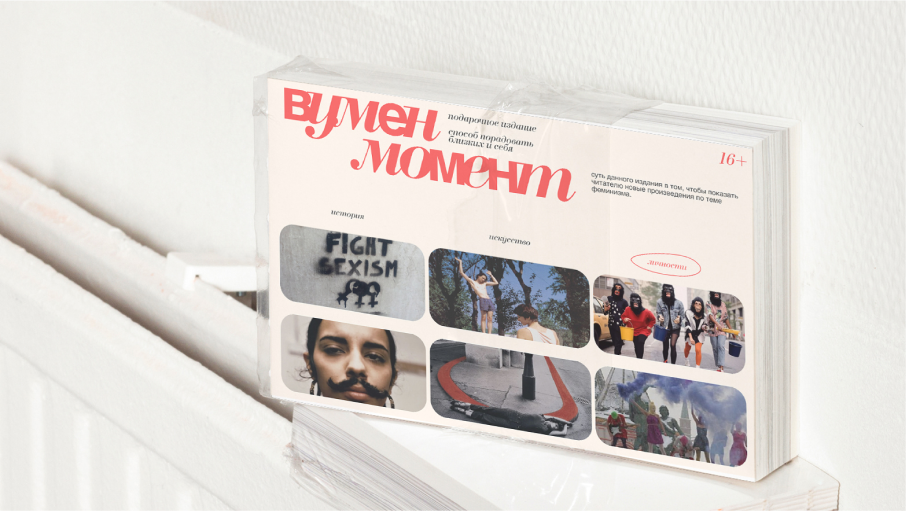 вумен
момент
подарочное издание
способ порадовать
близких и себя
16+
суть данного издания в том, чтобы показать
читателю новые произведения по теме
феминизма.
история
искусство
личности
FIGHT
SEXISM